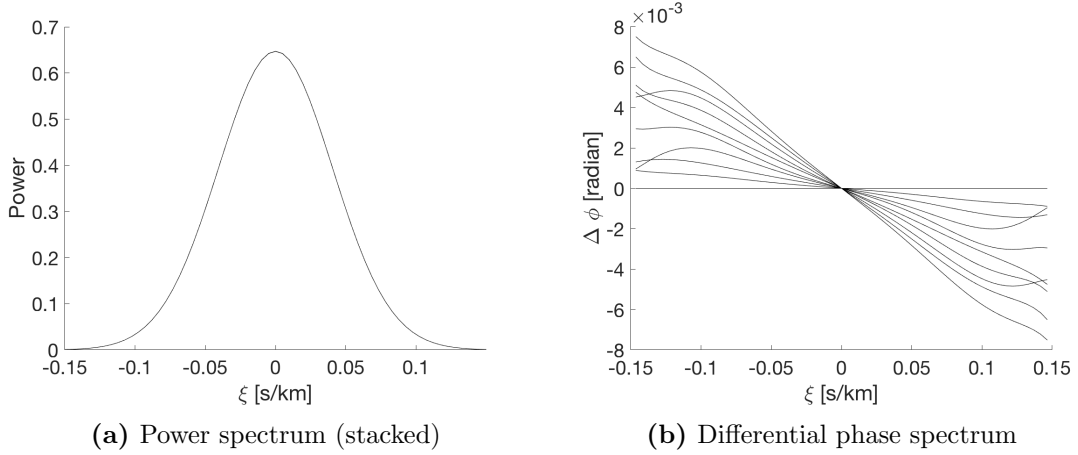 0.7
0.6
0.5
0.4
0.3
0.2
0.1
0
Power
-0.15 -0.1 -0.05 0 0.05 0.1
ξ [s/km]
(a) Power spectrum (stacked)
×10⁻³
8
6
4
2
0
-2
-4
-6
-8
Δ ϕ [radian]
-0.15 -0.1 -0.05 0 0.05 0.1 0.15
ξ [s/km]
(b) Differential phase spectrum